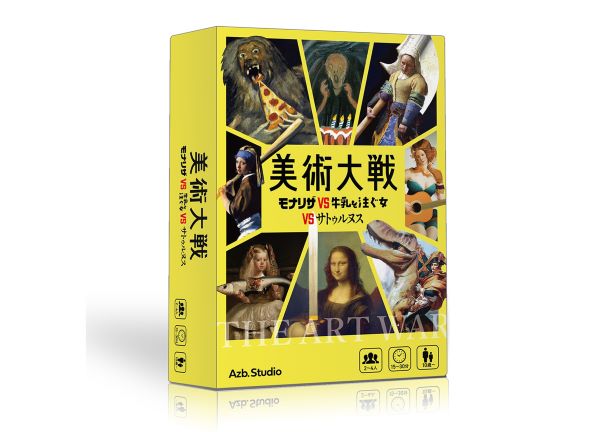 美術大戦
モナリザ VS 牛乳を注ぐ女
VS サトゥルヌス
THE ART WAR
2～4人
15～30分
10歳～
Azb.Studio
美術大戦
モナリザ VS 牛乳を注ぐ女 VS サトゥルヌス